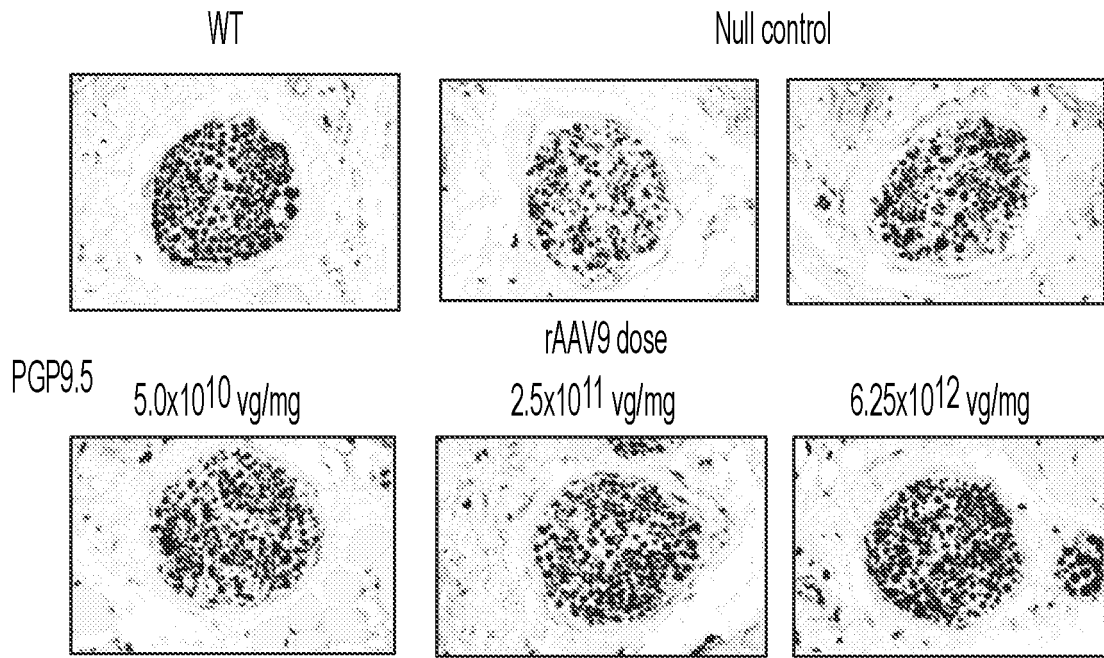 WT
Null control
rAAV9 dose
PGP9.5
5.0x10¹⁰ vg/mg
2.5x10¹¹ vg/mg
6.25x10¹² vg/mg